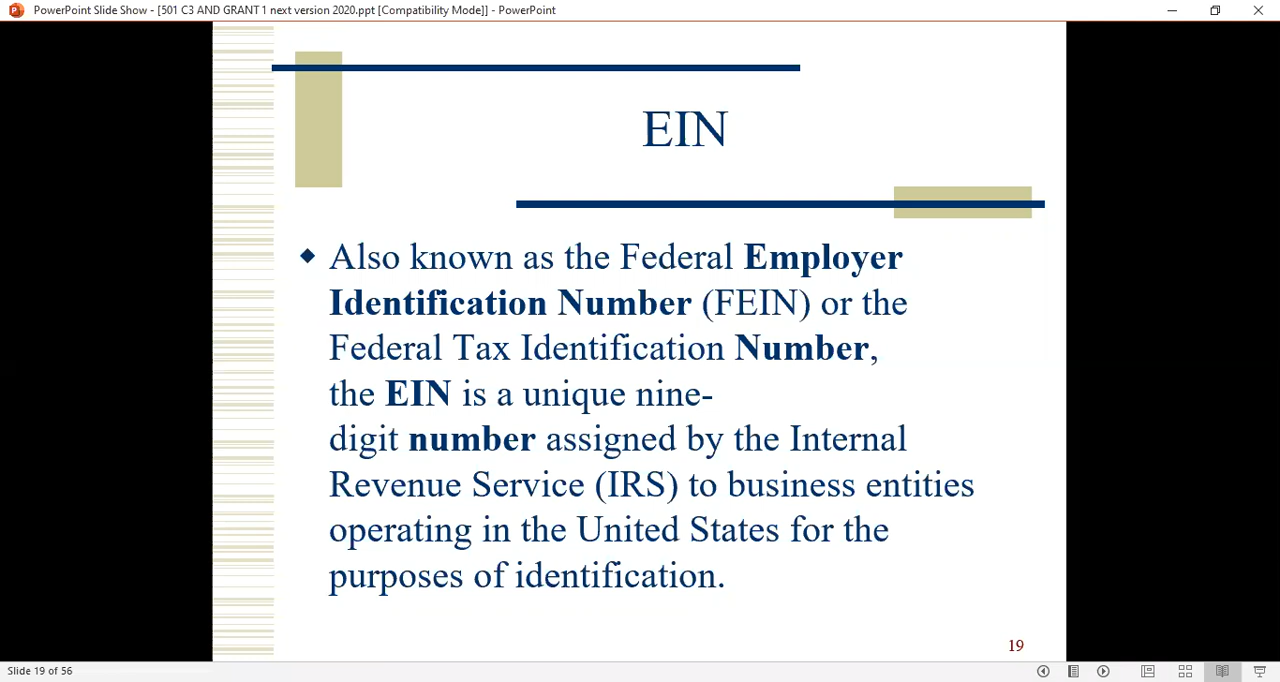 PowerPoint Slide Show - [501 C3 AND GRANT 1 next version 2020.ppt [Compatibility Mode]] - PowerPoint
EIN
Also known as the Federal Employer
Identification Number (FEIN) or the
Federal Tax Identification Number,
the EIN is a unique nine-
digit number assigned by the Internal
Revenue Service (IRS) to business entities
operating in the United States for the
purposes of identification.
19
Slide 19 of 56